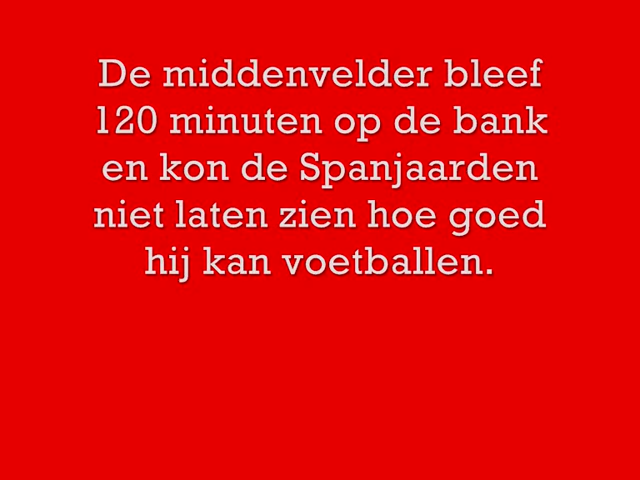 De middenvelder bleef
120 minuten op de bank
en kon de Spanjaarden
niet laten zien hoe goed
hij kan voetballen.